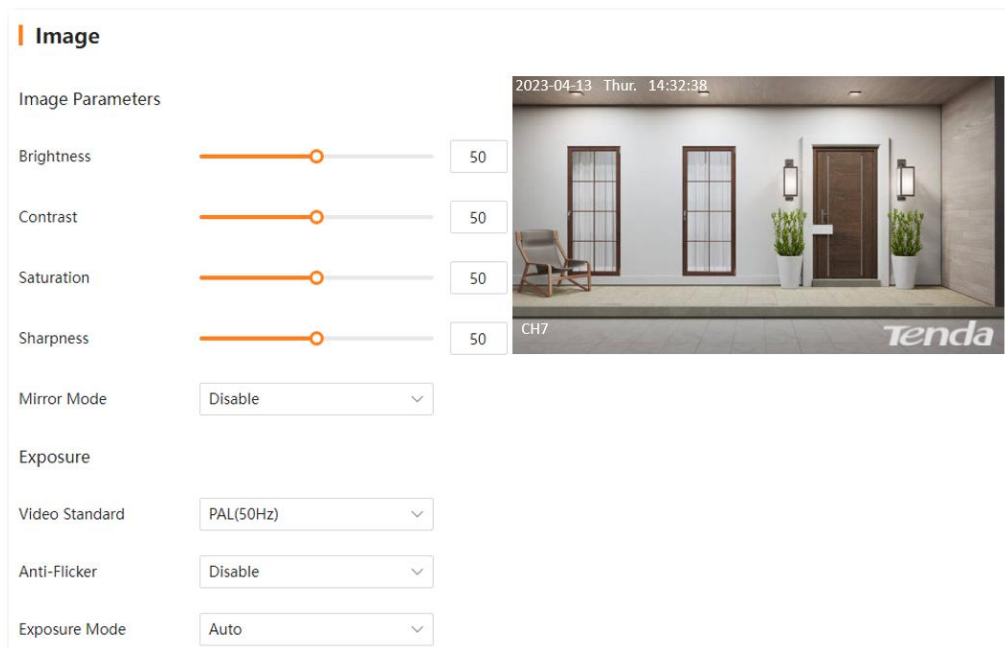 Image
Image Parameters
2023-04-13 Thur. 14:32:38
Brightness 50
Contrast 50
Saturation 50
Sharpness 50
CH7
Tenda
Mirror Mode Disable
Exposure
Video Standard PAL(50Hz)
Anti-Flicker Disable
Exposure Mode Auto